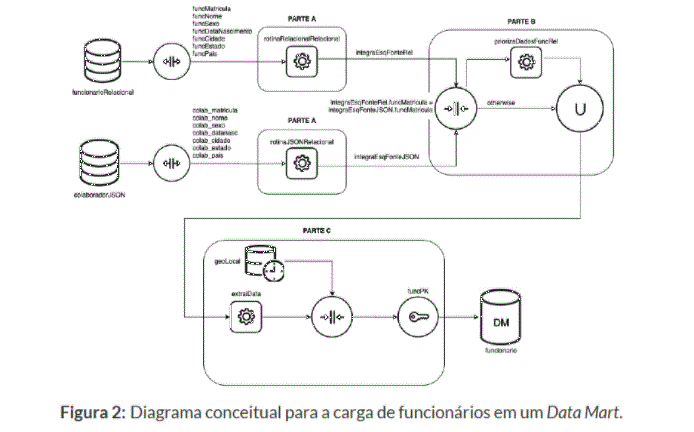 funcMatricula
funcNome
funcSexo
funcDataNascimento
funcCidade
funcEstado
funcPais
PARTE A
rotinaRelacionalRelacional
integraEsqFonteRel
PARTE B
priorizaDadosFuncRel
funcionarioRelacional
integraEsqFonteRel.funcMatricula =
integraEsqFonteJSON.funcMatricula
otherwise
U
colab_matricula
colab_nome
colab_sexo
colab_datanasc
colab_cidade
colab_estado
colab_pais
PARTE A
rotinaJSONRelacional
integraEsqFonteJSON
colaboradorJSON
PARTE C
geoLocal
extraiData
funcPK
DM
funcionario
Figura 2: Diagrama conceitual para a carga de funcionários em um Data Mart.